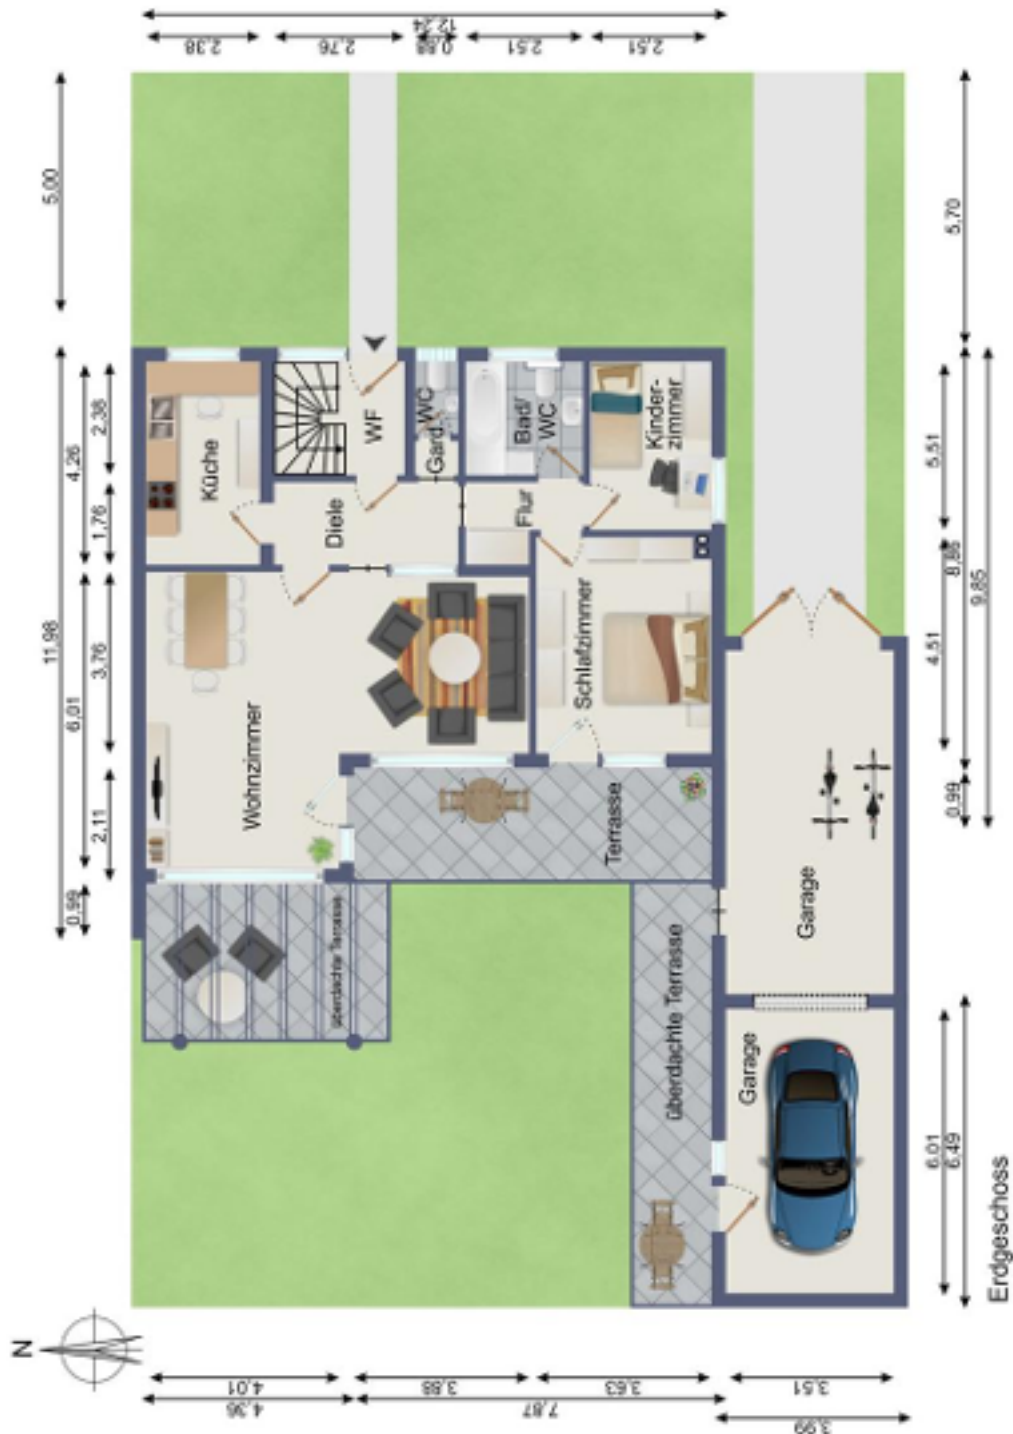 12,24
2,38
2,76
0,88
2,51
2,51
5,00
5,70
Küche
WF
Gard.
WC
Bad/
WC
Kinder-
zimmer
Diele
Flur
11,98
4,26
2,38
1,76
6,01
3,76
2,11
0,99
5,51
8,86
9,85
4,51
0,99
Wohnzimmer
Schlafzimmer
Terrasse
überdachte Terrasse
überdachte Terrasse
Garage
Garage
6,01
6,49
Erdgeschoss
N
4,01
4,36
3,88
3,63
7,87
3,51
3,99